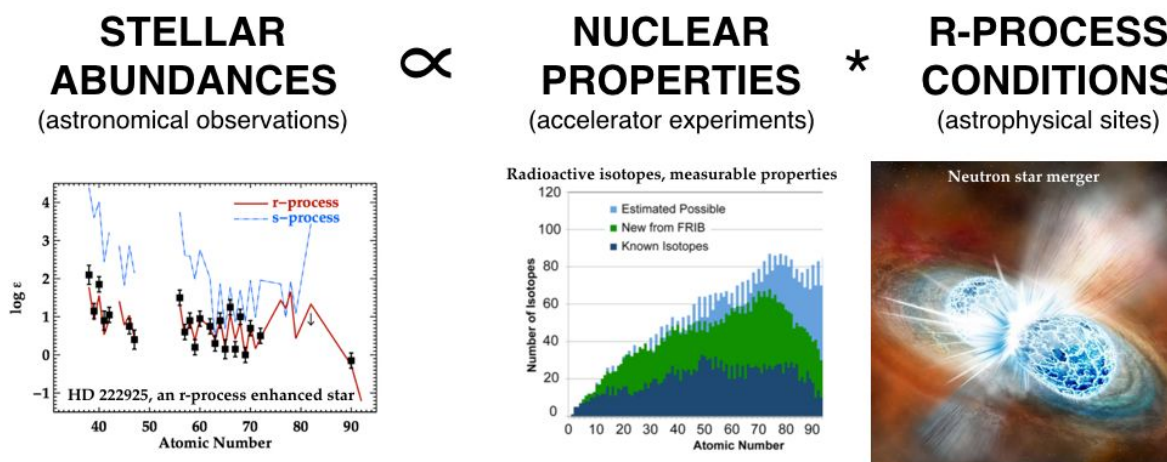 STELLAR
ABUNDANCES
(astronomical observations)
∝
NUCLEAR
PROPERTIES
(accelerator experiments)
*
R-PROCESS
CONDITIONS
(astrophysical sites)
4
3
2
1
0
−1
log ε
r−process
s−process
HD 222925, an r-process enhanced star
40 50 60 70 80 90
Atomic Number
Radioactive isotopes, measurable properties
120
100
80
60
40
20
0
Number of Isotopes
Estimated Possible
New from FRIB
Known Isotopes
0 10 20 30 40 50 60 70 80 90
Atomic Number
Neutron star merger